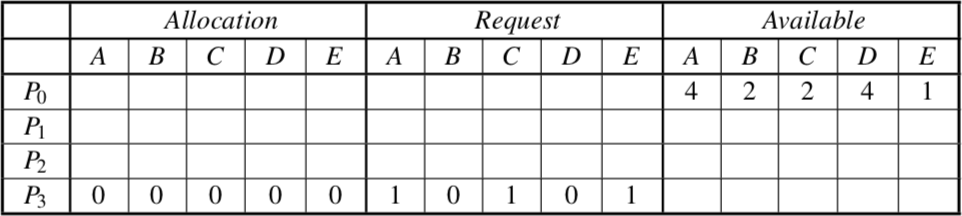 Allocation Request Available
A B C D E A B C D E A B C D E
P0 4 2 2 4 1
P1
P2
P3 0 0 0 0 0 1 0 1 0 1